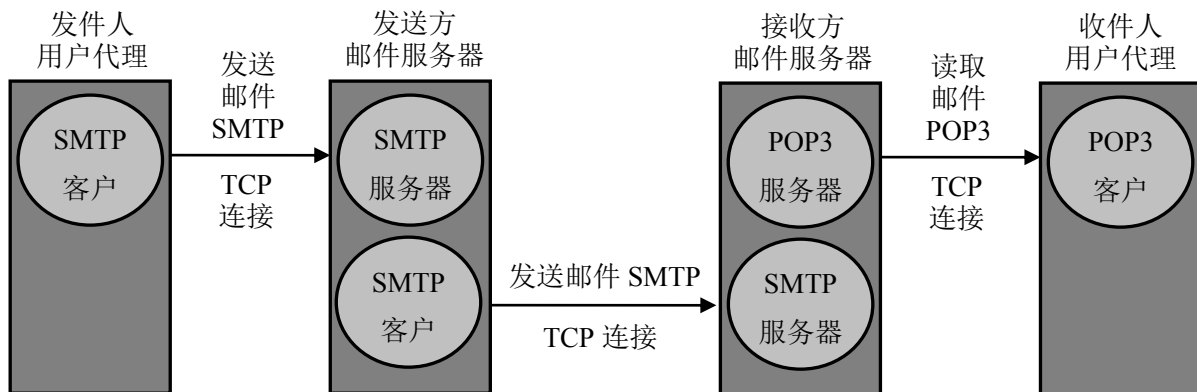 发件人
用户代理
发送
邮件
SMTP
TCP
连接
SMTP
客户
发送方
邮件服务器
SMTP
服务器
SMTP
客户
发送邮件 SMTP
TCP 连接
接收方
邮件服务器
POP3
服务器
SMTP
服务器
读取
邮件
POP3
TCP
连接
收件人
用户代理
POP3
客户